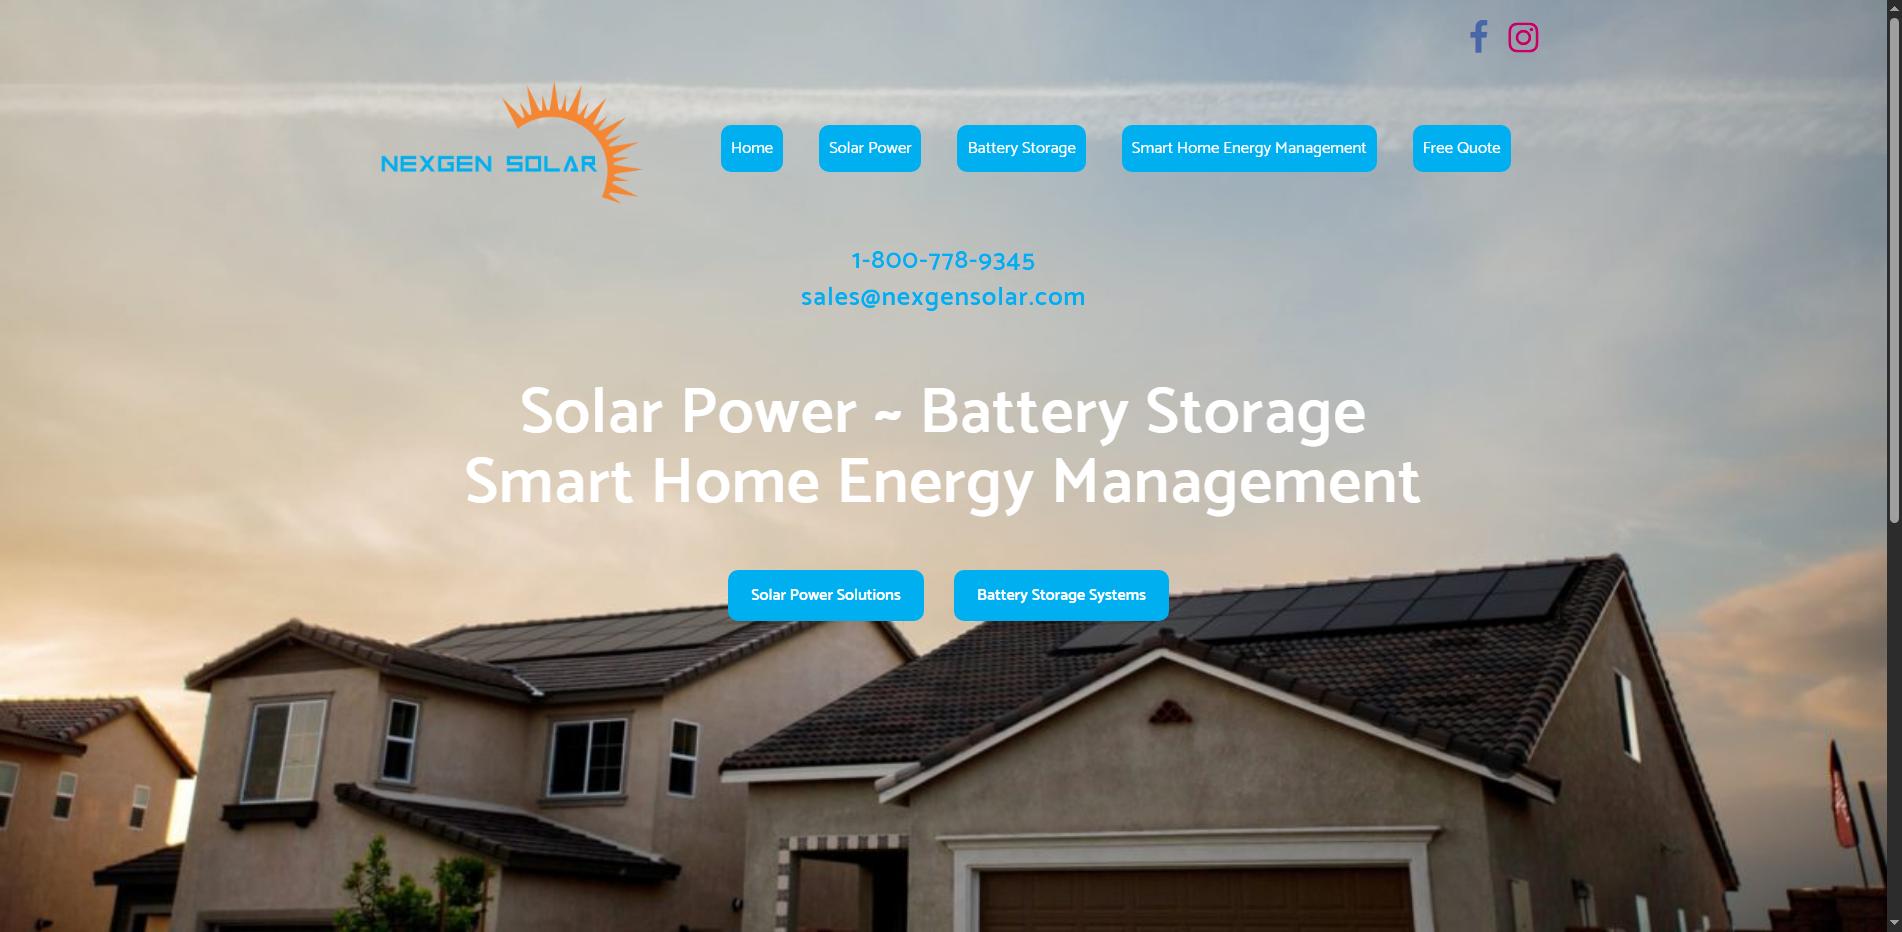 NEXGEN SOLAR
Home
Solar Power
Battery Storage
Smart Home Energy Management
Free Quote
1-800-778-9345
sales@nexgensolar.com
Solar Power ~ Battery Storage
Smart Home Energy Management
Solar Power Solutions
Battery Storage Systems